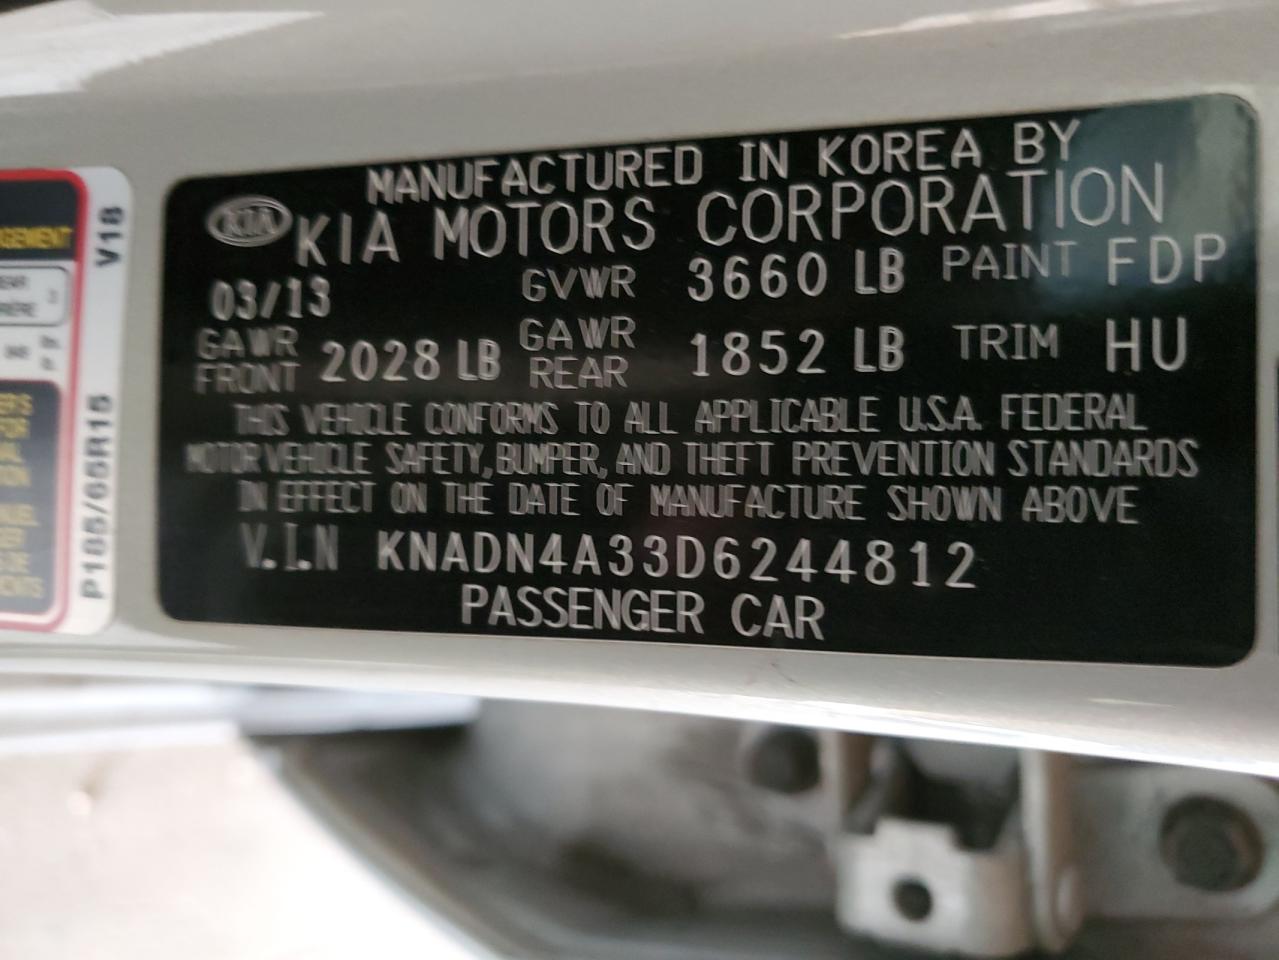 MANUFACTURED IN KOREA BY
KIA KIA MOTORS CORPORATION
03/13 GVWR 3660 LB PAINT FDP
GAWR FRONT 2028 LB GAWR REAR 1852 LB TRIM HU
THIS VEHICLE CONFORMS TO ALL APPLICABLE U.S.A. FEDERAL
MOTOR VEHICLE SAFETY, BUMPER, AND THEFT PREVENTION STANDARDS
IN EFFECT ON THE DATE OF MANUFACTURE SHOWN ABOVE
V.I.N KNADN4A33D6244812
PASSENGER CAR
V18
P185/65R15